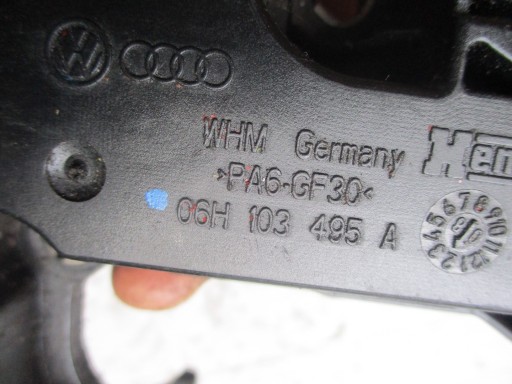 WHM Germany
>PA6-GF30<
06H 103 495 A